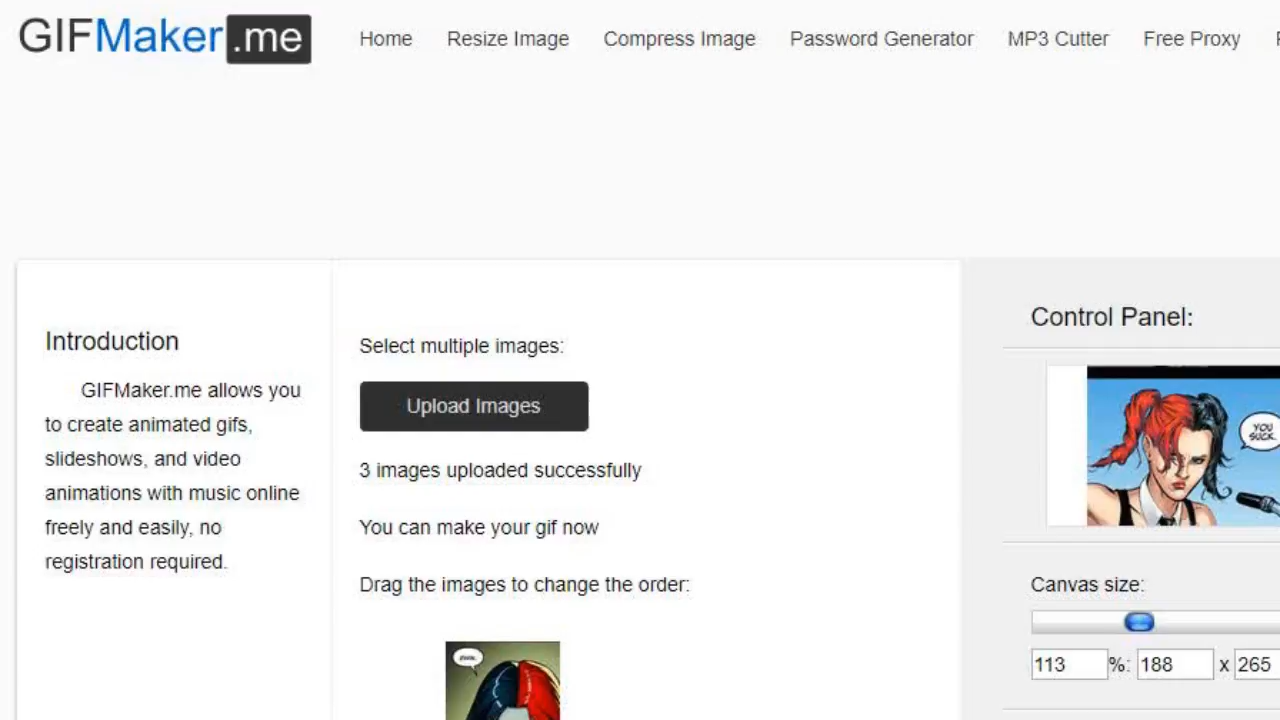 GIFMaker.me
Home Resize Image Compress Image Password Generator MP3 Cutter Free Proxy
Introduction
GIFMaker.me allows you
to create animated gifs,
slideshows, and video
animations with music online
freely and easily, no
registration required.
Select multiple images:
Upload Images
3 images uploaded successfully
You can make your gif now
Drag the images to change the order:
Control Panel:
YOU
SUCK.
Canvas size:
113 %: 188 x 265